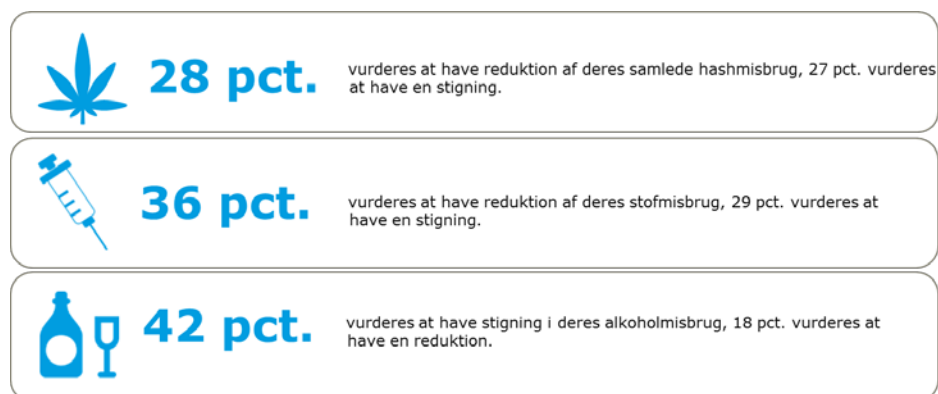 28 pct.
vurderes at have reduktion af deres samlede hashmisbrug, 27 pct. vurderes
at have en stigning.
36 pct.
vurderes at have reduktion af deres stofmisbrug, 29 pct. vurderes at
have en stigning.
42 pct.
vurderes at have stigning i deres alkoholmisbrug, 18 pct. vurderes at
have en reduktion.